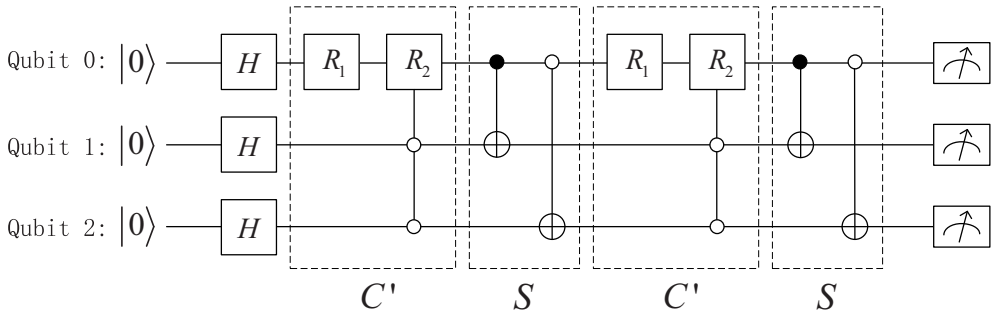 Qubit 0: |0⟩ H R₁ R₂ R₁ R₂
Qubit 1: |0⟩ H
Qubit 2: |0⟩ H
C' S C' S